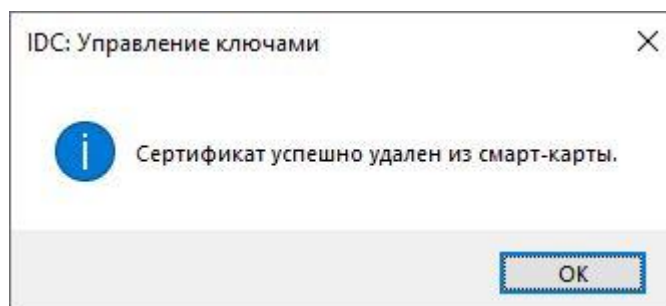 IDC: Управление ключами
Сертификат успешно удален из смарт-карты.
OK